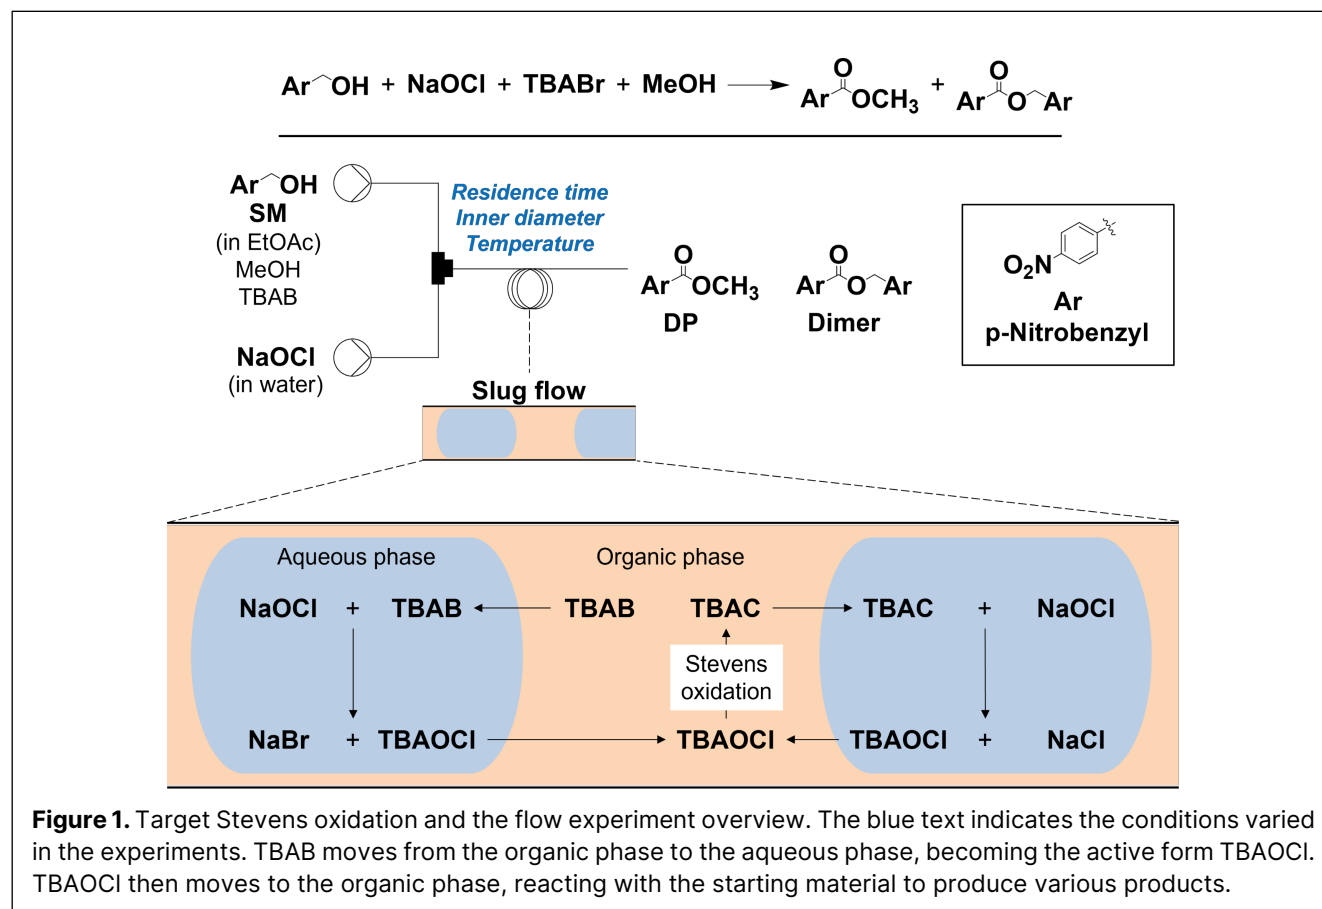 Ar OH + NaOCl + TBABr + MeOH Ar O OCH3 + Ar O O Ar
Ar OH
SM
(in EtOAc)
MeOH
TBAB
NaOCl
(in water)
Residence time
Inner diameter
Temperature
Ar O OCH3
DP
Ar O O Ar
Dimer
O2N
Ar
p-Nitrobenzyl
Slug flow
Aqueous phase Organic phase
NaOCl + TBAB TBAB TBAC TBAC + NaOCl
Stevens
oxidation
NaBr + TBAOCl TBAOCl TBAOCl + NaCl
Figure 1. Target Stevens oxidation and the flow experiment overview. The blue text indicates the conditions varied
in the experiments. TBAB moves from the organic phase to the aqueous phase, becoming the active form TBAOCl.
TBAOCl then moves to the organic phase, reacting with the starting material to produce various products.